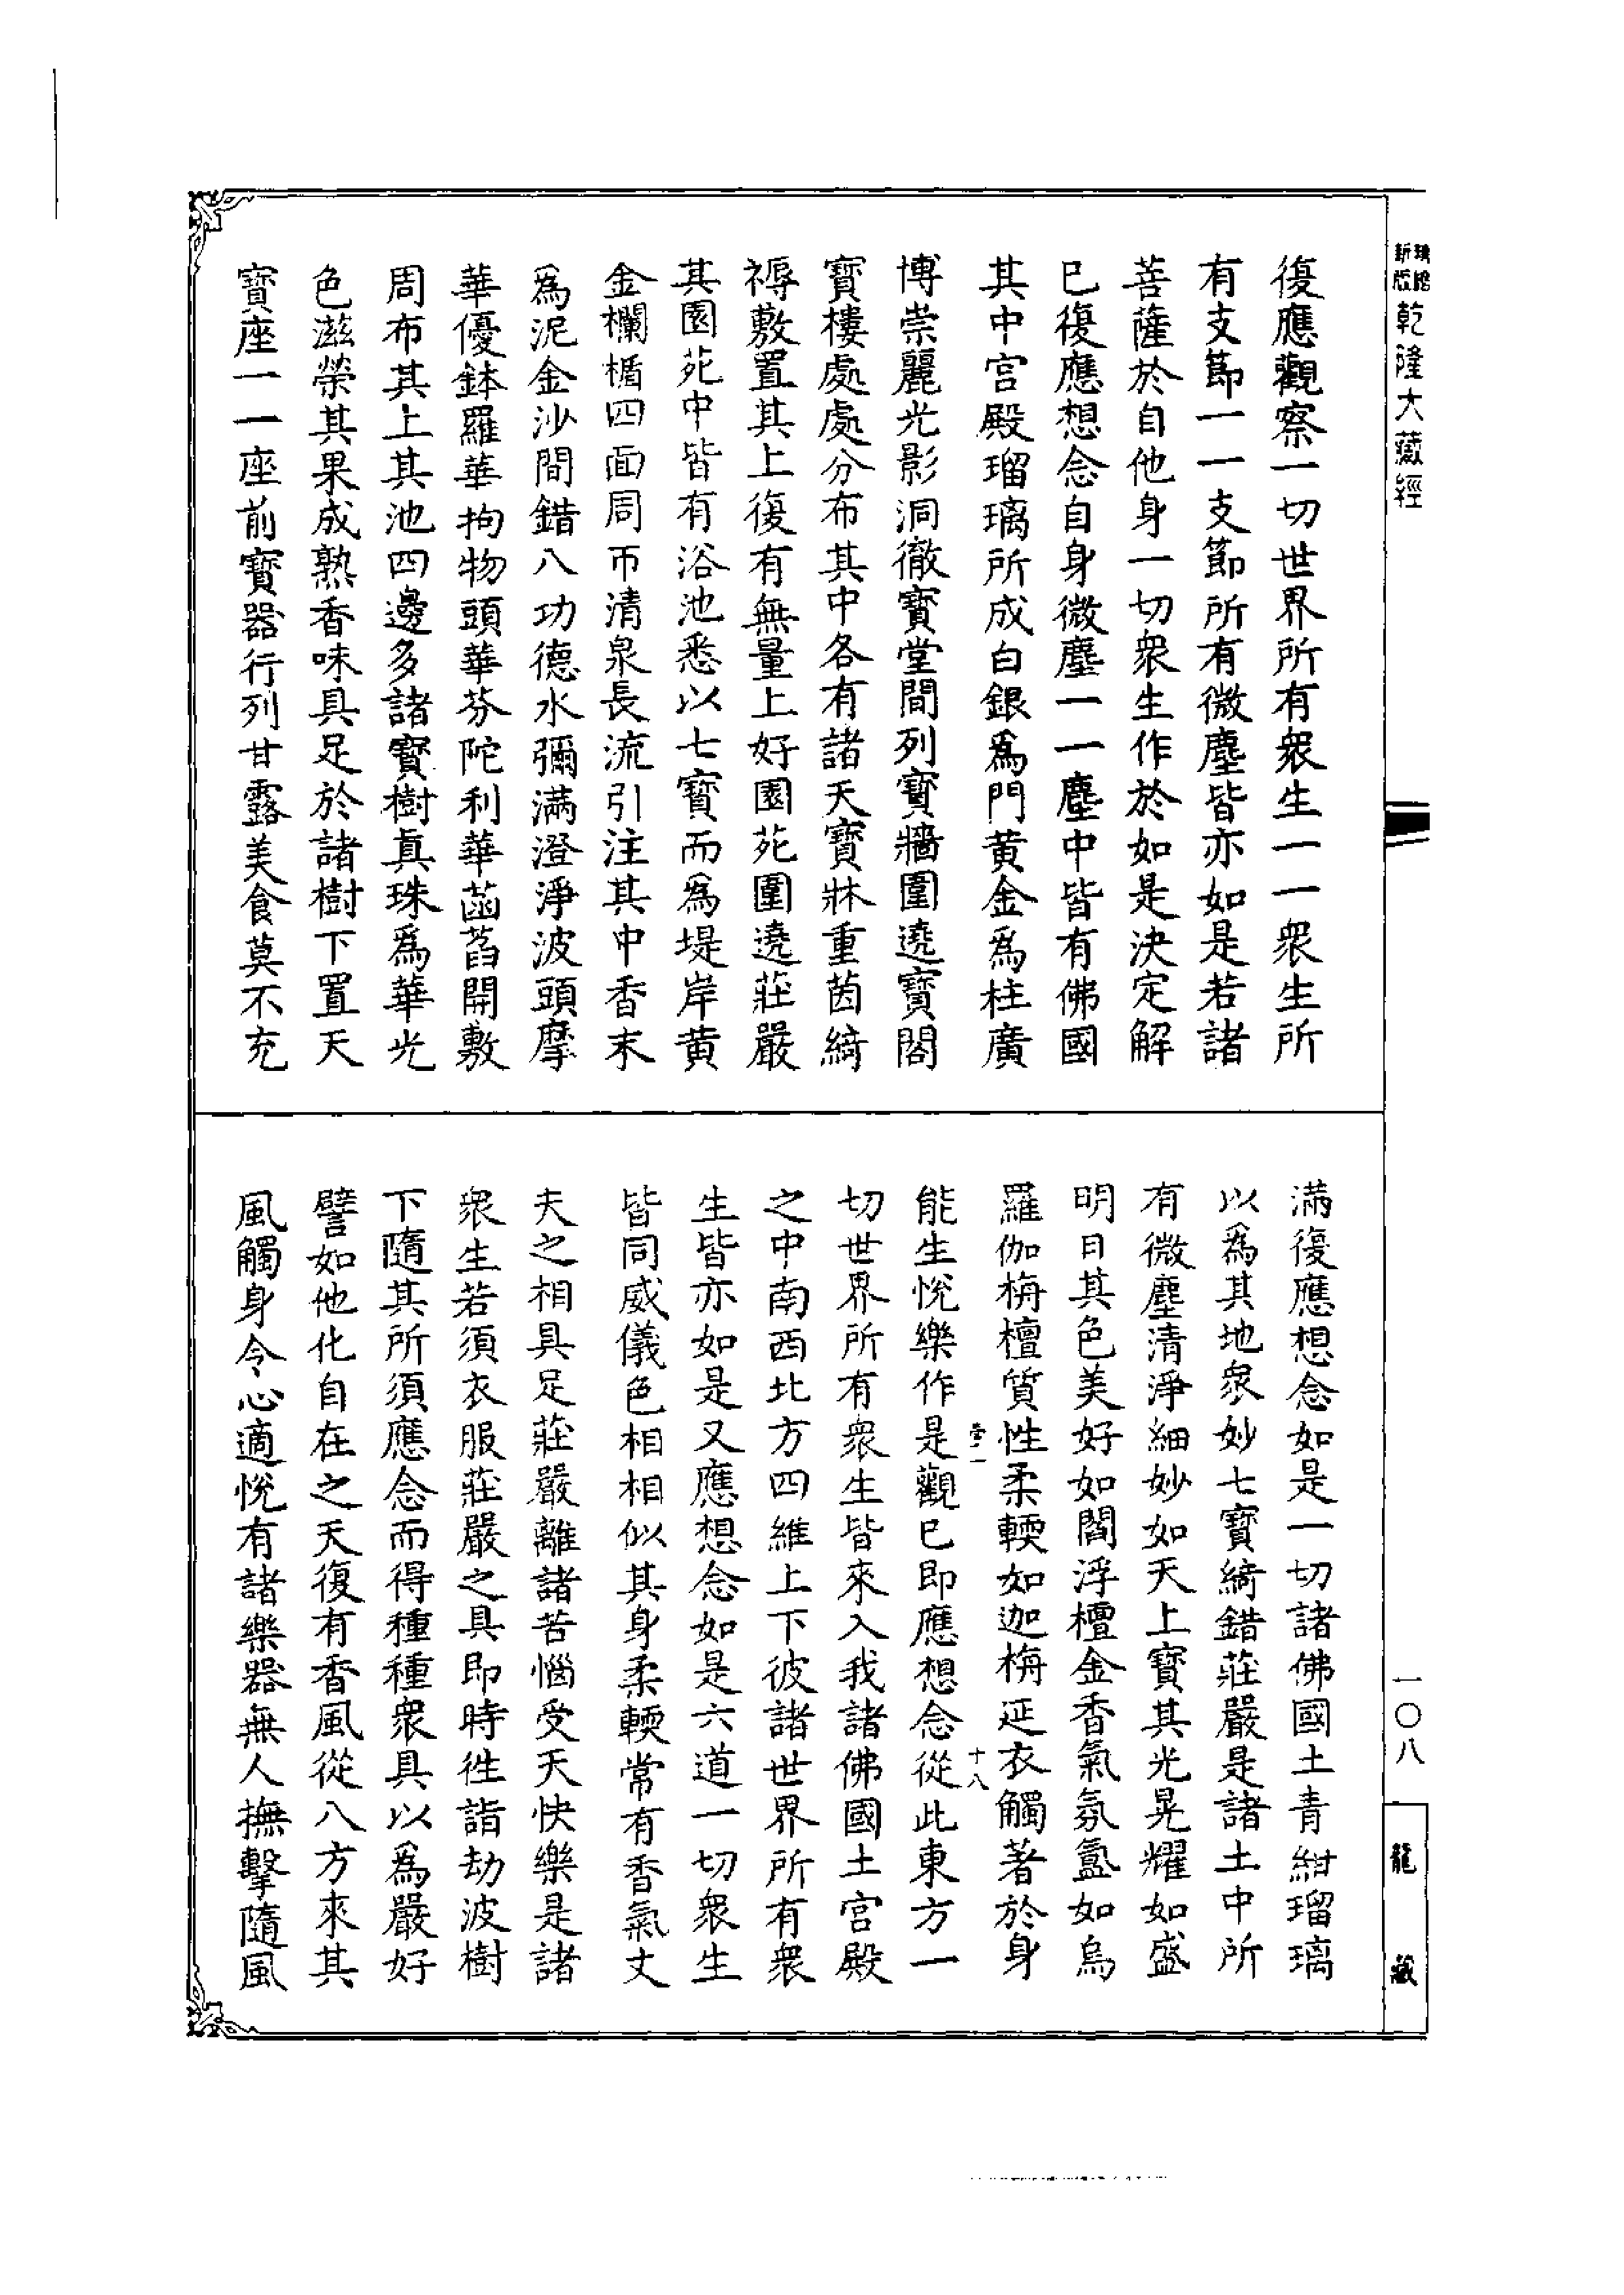 乾隆大藏經
復應觀察一切世界所有衆生一一衆生所
有支節一一支節所有微塵皆亦如是若諸
菩薩於自他身一切衆生作於如是決定解
已復應想念自身微塵一一塵中皆有佛國
其中宫殿瑠璃所成白銀爲門黄金爲柱廣
博崇麗光影洞徹寳堂間列寳牆圍遶寳閣
寳樓處處分布其中各有諸天寳牀重茵綺
褥敷置其上復有無量上好園苑圍遶莊嚴
其園苑中皆有浴池悉以七寳而爲堤岸黄
金欄楯四面周帀清泉長流引注其中香末
爲泥金沙間錯八功德水彌滿澄淨波頭摩
華優鉢羅華拘物頭華芬陀利華菡萏開敷
周布其上其池四邊多諸寳樹真珠爲華光
色滋榮其果成熟香味具足於諸樹下置天
寳座一一座前寳器行列甘露美食莫不充
滿復應想念如是一切諸佛國土青紺瑠璃
以爲其地衆妙七寳綺錯莊嚴是諸土中所
有微塵清淨細妙如天上寳其光晃耀如盛
明日其色美好如閻浮檀金香氣氛氳如烏
羅伽栴檀質性柔輭如迦栴延衣觸著於身
十八
能生悅樂作是觀已即應想念從此東方一
切世界所有衆生皆來入我諸佛國土宫殿
之中南西北方四維上下彼諸世界所有衆
生皆亦如是又應想念如是六道一切衆生
皆同威儀色相相似其身柔輭常有香氣丈
夫之相具足莊嚴離諸苦惱受天快樂是諸
衆生若須衣服莊嚴之具即時徃詣劫波樹
下隨其所須應念而得種種衆具以爲嚴好
譬如他化自在之天復有香風從八方來其
風觸身令心適悅有諸樂器無人撫擊隨風
一〇八
龍藏